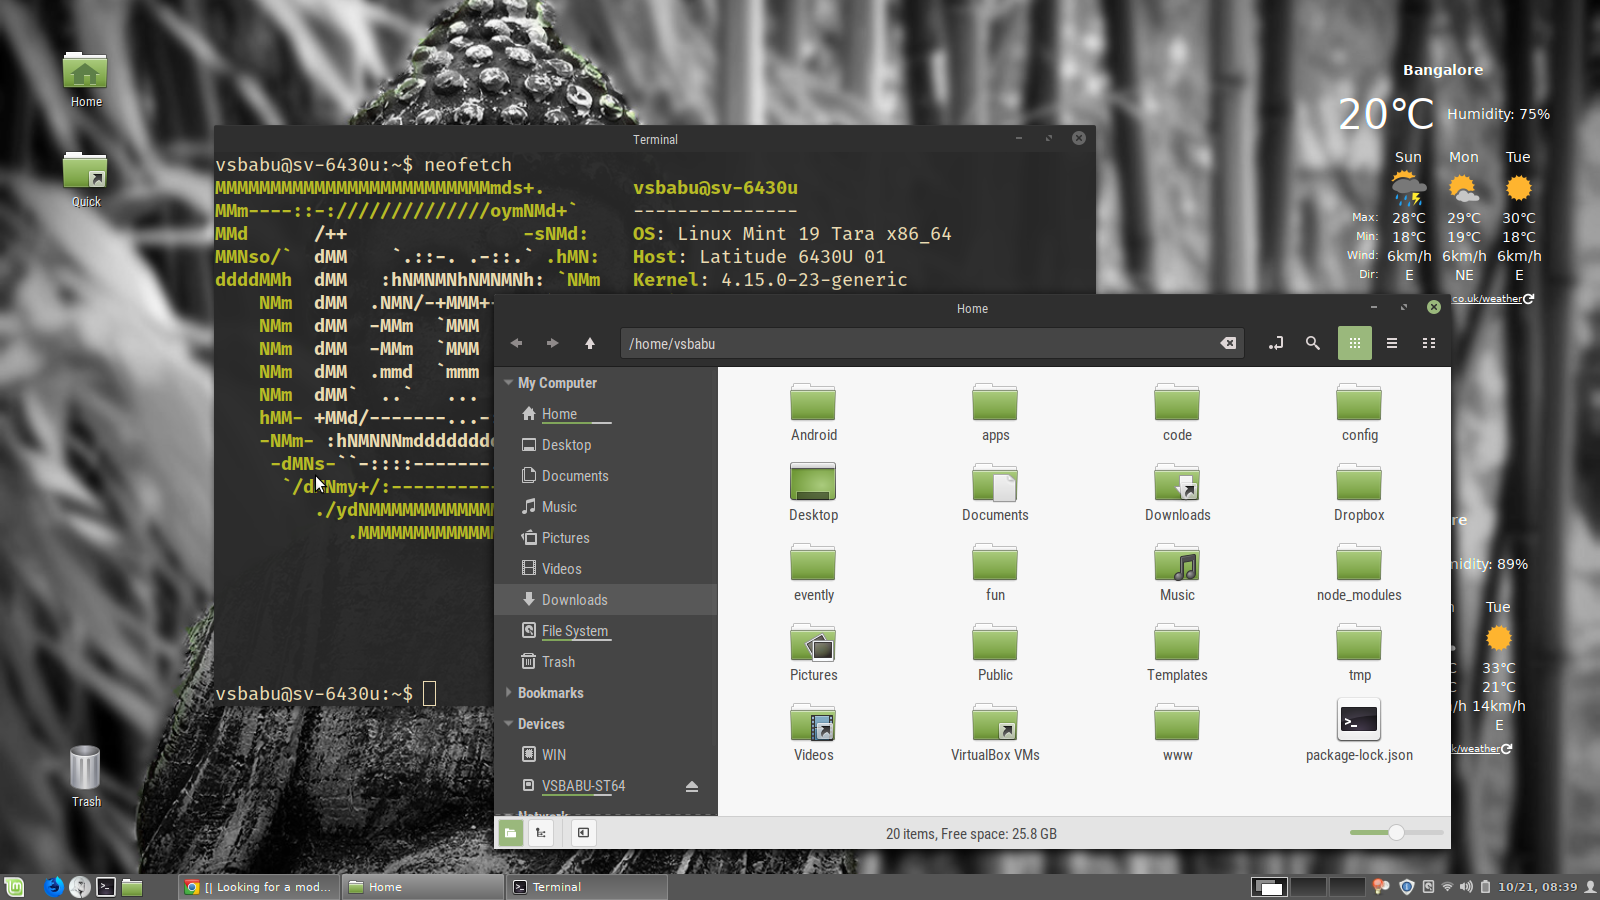 Home
Quick
Trash
Bangalore
20°C Humidity: 75%
Sun Mon Tue
Max: 28°C 29°C 30°C
Min: 18°C 19°C 18°C
Wind: 6km/h 6km/h 6km/h
Dir: E NE E
co.uk/weather
Terminal
vsbabu@sv-6430u:~$ neofetch
MMMMMMMMMMMMMMMMMMMMMMMMMmds+. vsbabu@sv-6430u
MMm----::-://////////////oymNMd+` ---------------
MMd /++ -sNMd: OS: Linux Mint 19 Tara x86_64
MMNso/` dMM `.::-. .-::.` .hMN: Host: Latitude 6430U 01
ddddMMh dMM :hNMNMNhNMNMNh: `NMm Kernel: 4.15.0-23-generic
NMm dMM .NMN/-+MMM+
NMm dMM -MMm `MMM
NMm dMM -MMm `MMM
NMm dMM .mmd `mmm
NMm dMM` ..` ...
hMM- +MMd/-------...-
-NMm- :hNMNNNmddddddd
-dMNs-``-::::-------
`/d Nmy+/:----------
./ydNMMMMMMMMMMMM
.MMMMMMMMMMMMM
vsbabu@sv-6430u:~$
Home
/home/vsbabu
My Computer
Home
Desktop
Documents
Music
Pictures
Videos
Downloads
File System
Trash
Bookmarks
Devices
WIN
VSBABU-ST64
Network
Android apps code config
Desktop Documents Downloads Dropbox
evently fun Music node_modules
Pictures Public Templates tmp
Videos VirtualBox VMs www package-lock.json
20 items, Free space: 25.8 GB
re
midity: 89%
Tue
33°C
21°C
/h 14km/h
E
k/weather
[| Looking for a mod... Home Terminal
10/21, 08:39